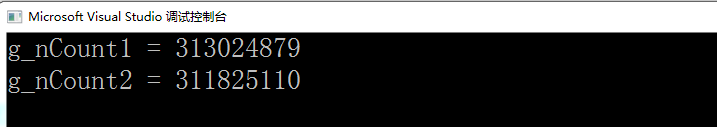 Microsoft Visual Studio 调试控制台
g_nCount1 = 313024879
g_nCount2 = 311825110